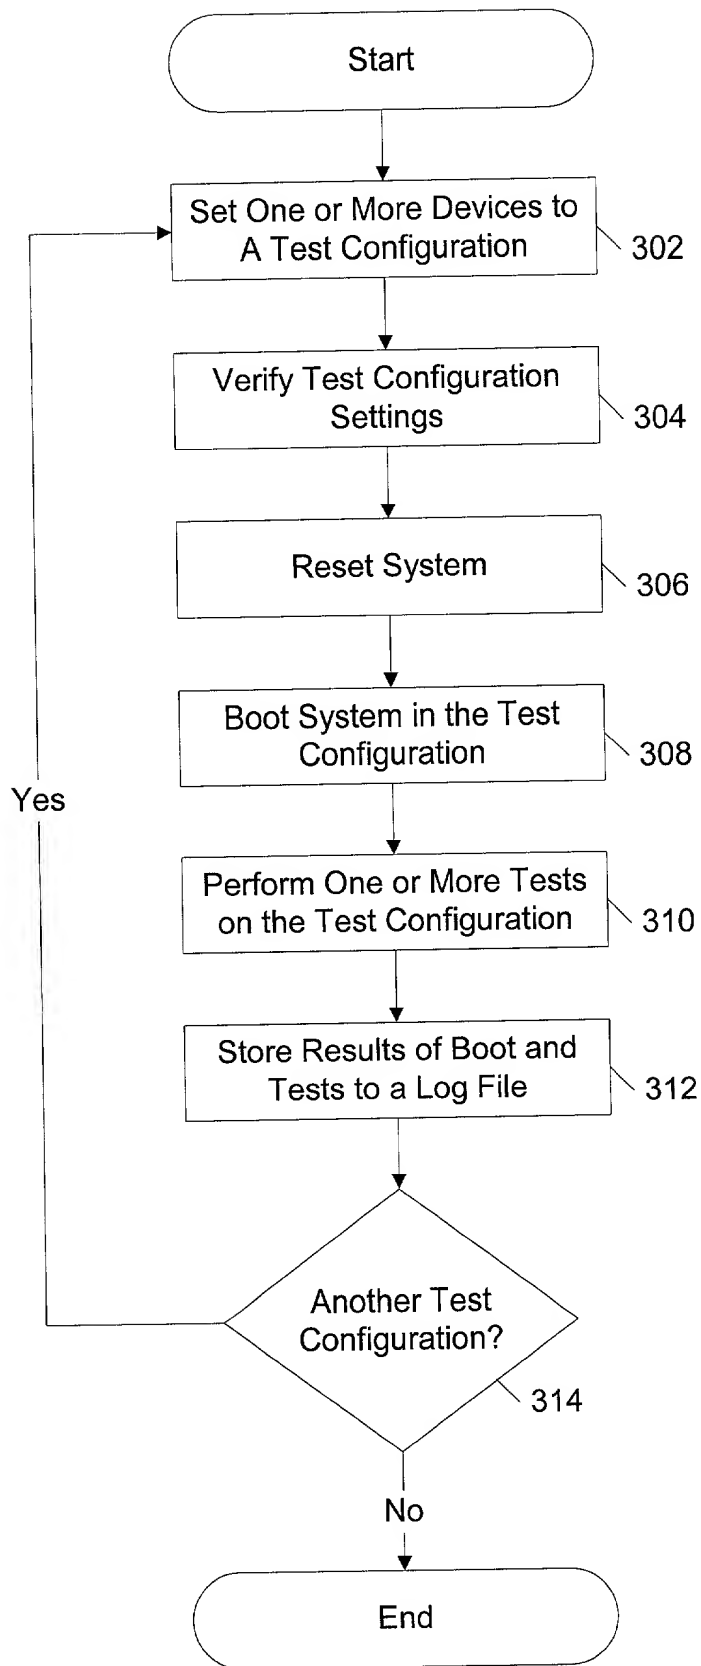 Start
Set One or More Devices to
A Test Configuration
302
Verify Test Configuration
Settings
304
Reset System
306
Boot System in the Test
Configuration
308
Yes
Perform One or More Tests
on the Test Configuration
310
Store Results of Boot and
Tests to a Log File
312
Another Test
Configuration?
314
No
End